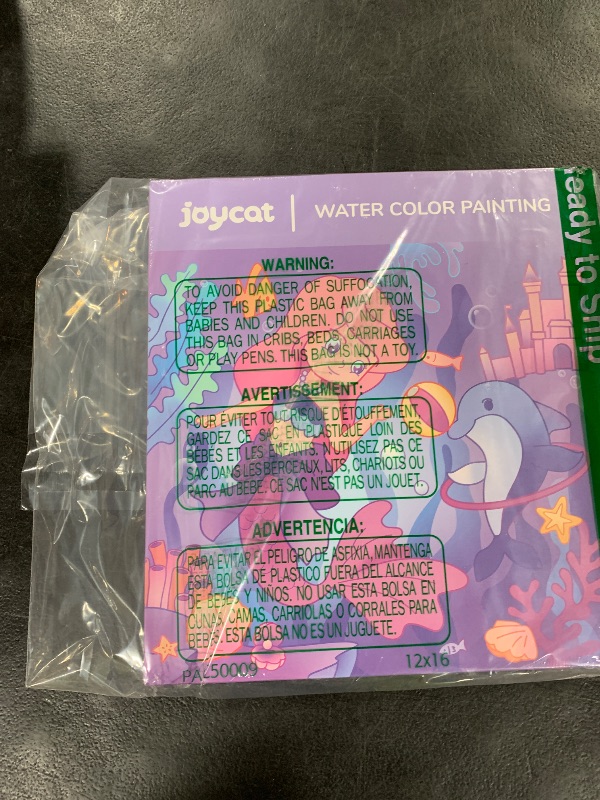 joycat | WATER COLOR PAINTING
eady to Ship
WARNING:
TO AVOID DANGER OF SUFFOCATION,
KEEP THIS PLASTIC BAG AWAY FROM
BABIES AND CHILDREN. DO NOT USE
THIS BAG IN CRIBS, BEDS, CARRIAGES
OR PLAY PENS. THIS BAG IS NOT A TOY.
AVERTISSEMENT:
POUR ÉVITER TOUT RISQUE D'ÉTOUFFEMENT,
GARDEZ CE SAC EN PLASTIQUE LOIN DES
BÉBÉS ET LES ENFANTS. N'UTILISEZ PAS CE
SAC DANS LES BERCEAUX, LITS, CHARIOTS OU
PARC AU BEBE. CE SAC N'EST PAS UN JOUET.
ADVERTENCIA:
PARA EVITAR EL PELIGRO DE ASFIXIA, MANTENGA
ESTA BOLSA DE PLASTICO FUERA DEL ALCANCE
DE BEBES Y NIÑOS. NO USAR ESTA BOLSA EN
CUNAS, CAMAS, CARRIOLAS O CORRALES PARA
BEBES. ESTA BOLSA NO ES UN JUGUETE.
PAL50009 12x16